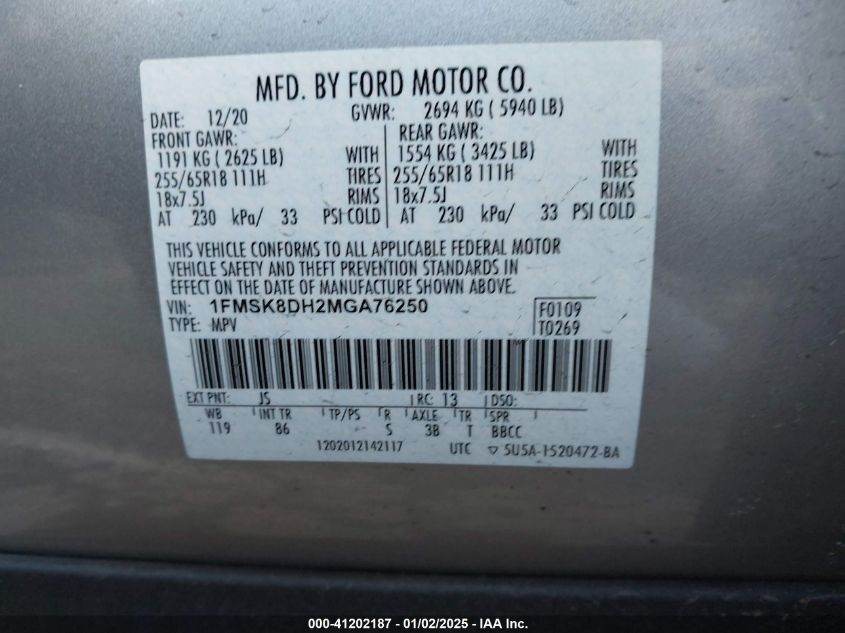 MFD. BY FORD MOTOR CO.
DATE: 12/20 GVWR: 2694 KG ( 5940 LB)
FRONT GAWR: REAR GAWR:
1191 KG ( 2625 LB) WITH 1554 KG ( 3425 LB) WITH
255/65R18 111H TIRES 255/65R18 111H TIRES
18x7.5J RIMS 18x7.5J RIMS
AT 230 kPa/ 33 PSI COLD AT 230 kPa/ 33 PSI COLD
THIS VEHICLE CONFORMS TO ALL APPLICABLE FEDERAL MOTOR
VEHICLE SAFETY AND THEFT PREVENTION STANDARDS IN
EFFECT ON THE DATE OF MANUFACTURE SHOWN ABOVE.
VIN: 1FMSK8DH2MGA76250 F0109
TYPE: MPV T0269
EXT PNT: JS RC: 13 DSO:
WB INT TR TP/PS R AXLE TR SPR
119 86 S 3B T BBCC
1202012142117 UTC ▽ 5U5A-1520472-BA
000-41202187 - 01/02/2025 - IAA Inc.